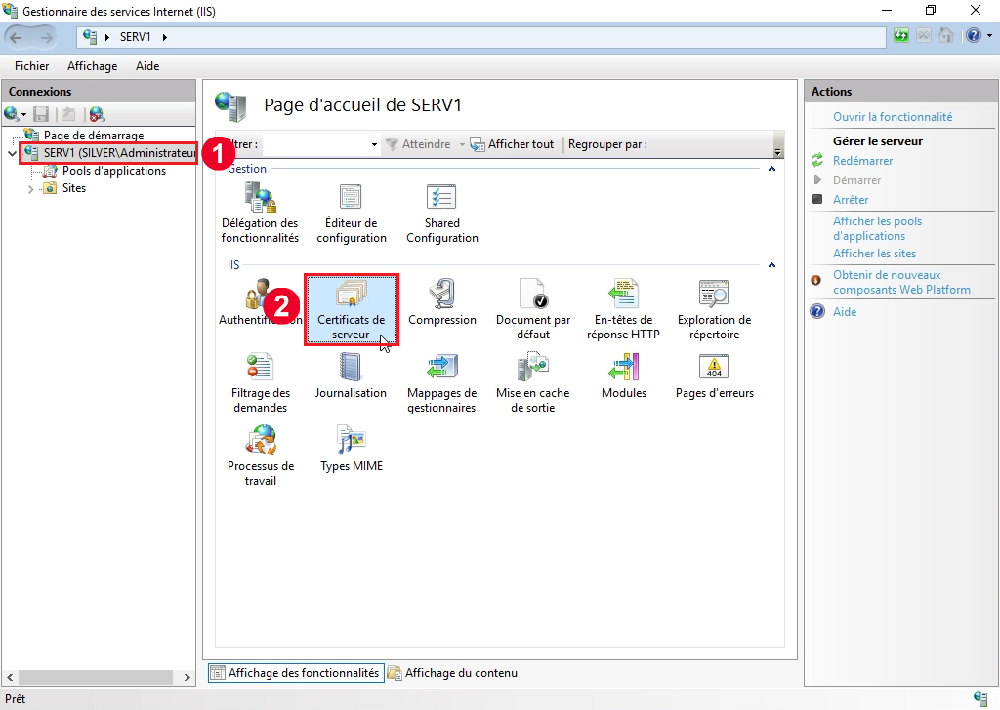 Gestionnaire des services Internet (IIS)
SERV1
Fichier Affichage Aide
Connexions
Page de démarrage
SERV1 (SILVER\Administrateur
Pools d'applications
Sites
1
Page d'accueil de SERV1
trer : Atteindre Afficher tout Regrouper par :
Gestion
Délégation des
fonctionnalités
Éditeur de
configuration
Shared
Configuration
IIS
2
Authentification
Certificats de
serveur
Compression
Document par
défaut
En-têtes de
réponse HTTP
Exploration de
répertoire
Filtrage des
demandes
Journalisation
Mappages de
gestionnaires
Mise en cache
de sortie
Modules
404
Pages d'erreurs
Processus de
travail
Types MIME
Affichage des fonctionnalités Affichage du contenu
Actions
Ouvrir la fonctionnalité
Gérer le serveur
Redémarrer
Démarrer
Arrêter
Afficher les pools
d'applications
Afficher les sites
Obtenir de nouveaux
composants Web Platform
Aide
Prêt